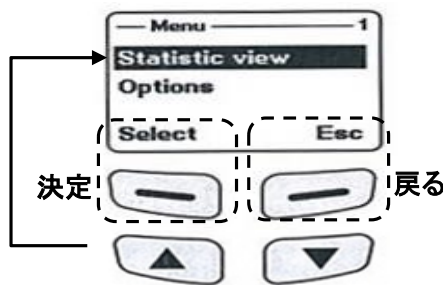 Menu 1
Statistic view
Options
Select Esc
決定 戻る